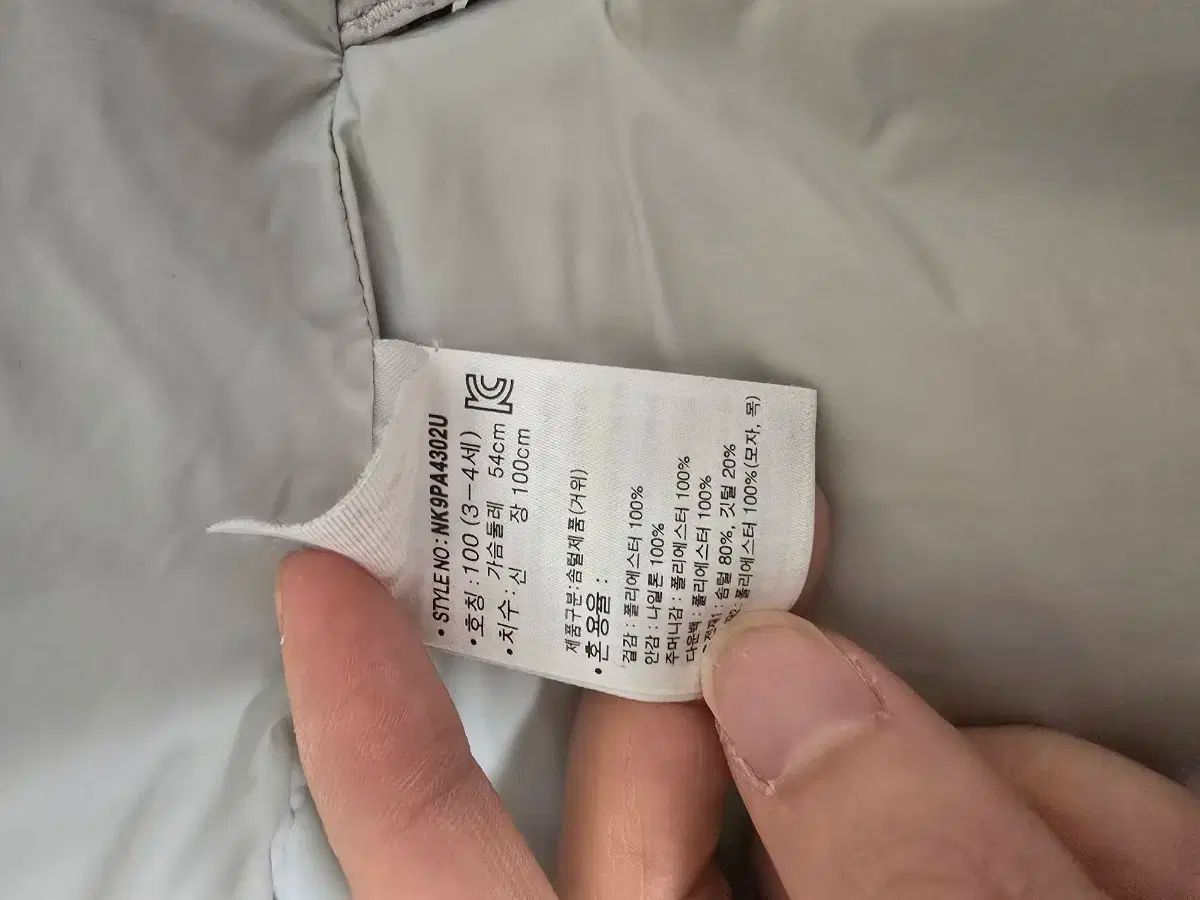 • STYLE NO : NK9PA4302U
• 호칭 : 100 (3-4세)
• 치수 : 가슴둘레 54cm
신 장 100cm
제품구분:솜털제품(거위)
• 혼용율 :
겉감 : 폴리에스터 100%
안감 : 나일론 100%
주머니감 : 폴리에스터 100%
다운백 : 폴리에스터 100%
솜털 80%, 깃털 20%
폴리에스터 100%(모자, 목)